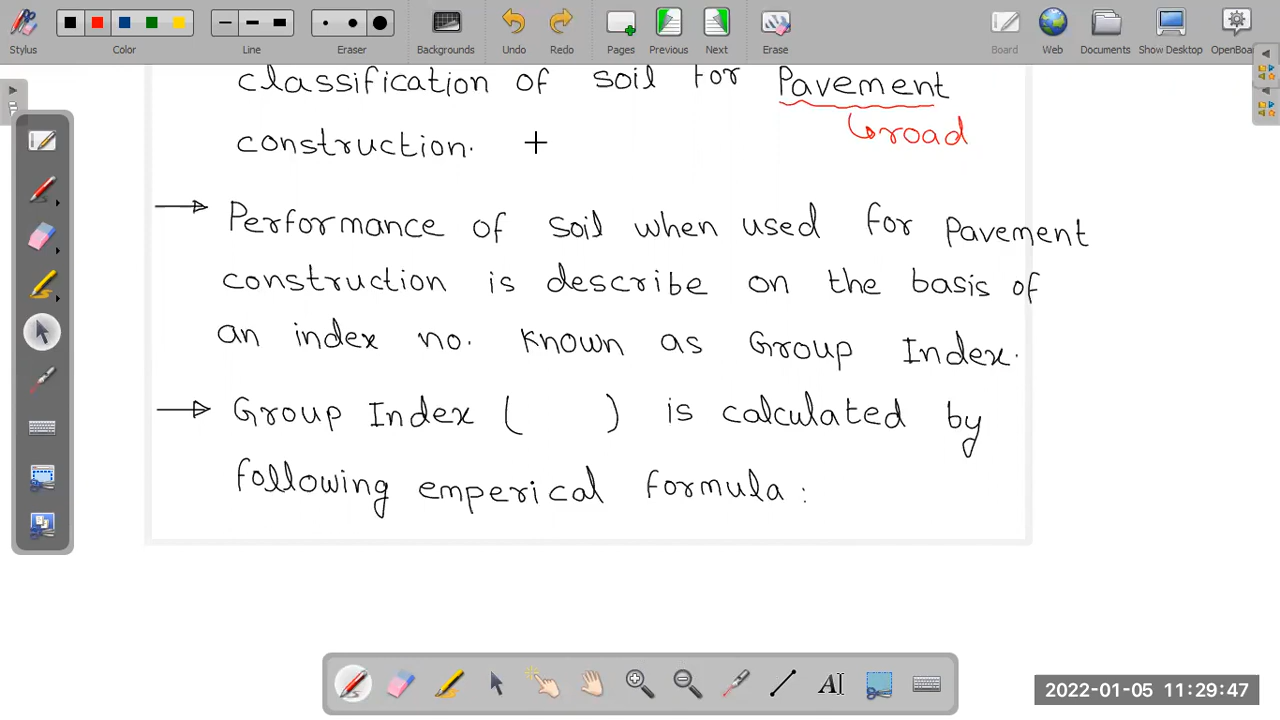 Stylus
Color
Line
Eraser
Backgrounds
Undo
Redo
Pages
Previous
Next
Erase
Board
Web
Documents
Show Desktop
OpenBoard
classification of soil for Pavement
↳road
construction.
→ Performance of soil when used for Pavement
construction is describe on the basis of
an index no. known as Group Index.
→ Group Index ( ) is calculated by
following emperical formula :
2022-01-05 11:29:47